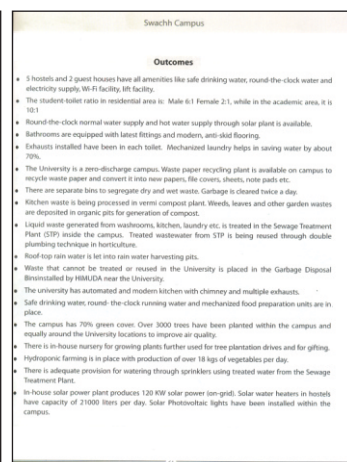 Swachh Campus
Outcomes
• 5 hostels and 2 guest houses have all amenities like safe drinking water, round-the-clock water and
electricity supply, Wi-Fi facility, lift facility.
• The student-toilet ratio in residential area is: Male 6:1 Female 2:1, while in the academic area, it is
10:1
• Round-the-clock normal water supply and hot water supply through solar plant is available.
• Bathrooms are equipped with latest fittings and modern, anti-skid flooring.
• Exhausts installed have been in each toilet. Mechanized laundry helps in saving water by about
70%.
• The University is a zero-discharge campus. Waste paper recycling plant is available on campus to
recycle waste paper and convert it into new papers, file covers, sheets, note pads etc.
• There are separate bins to segregate dry and wet waste. Garbage is cleared twice a day.
• Kitchen waste is being processed in vermi compost plant. Weeds, leaves and other garden wastes
are deposited in organic pits for generation of compost.
• Liquid waste generated from washrooms, kitchen, laundry etc. is treated in the Sewage Treatment
Plant (STP) inside the campus. Treated wastewater from STP is being reused through double
plumbing technique in horticulture.
• Roof-top rain water is let into rain water harvesting pits.
• Waste that cannot be treated or reused in the University is placed in the Garbage Disposal
Binsinstalled by HIMUDA near the University.
• The university has automated and modern kitchen with chimney and multiple exhausts.
• Safe drinking water, round- the-clock running water and mechanized food preparation units are in
place.
• The campus has 70% green cover. Over 3000 trees have been planted within the campus and
equally around the University locations to improve air quality.
• There is in-house nursery for growing plants further used for tree plantation drives and for gifting.
• Hydroponic farming is in place with production of over 18 kgs of vegetables per day.
• There is adequate provision for watering through sprinklers using treated water from the Sewage
Treatment Plant.
• In-house solar power plant produces 120 KW solar power (on-grid). Solar water heaters in hostels
have capacity of 21000 liters per day. Solar Photovoltaic lights have been installed within the
campus.